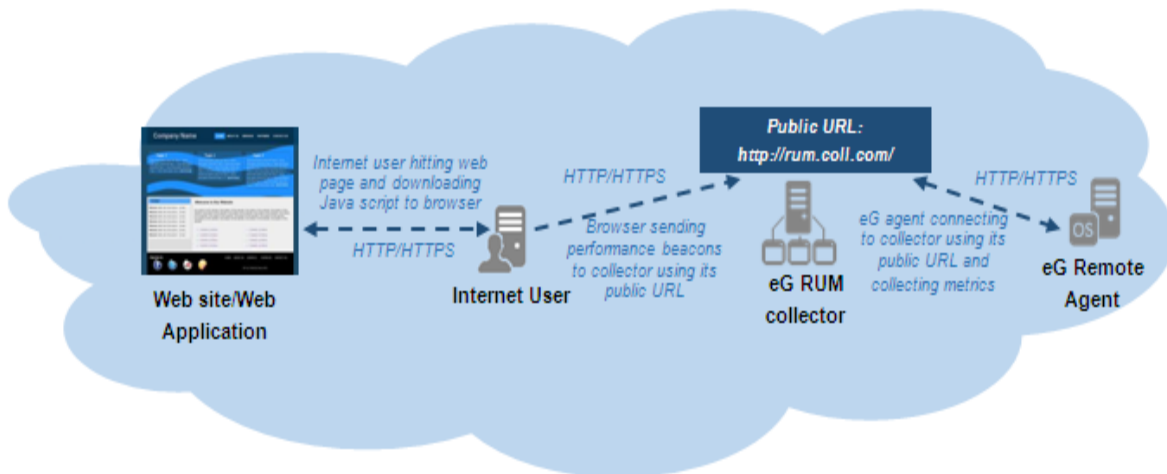 Public URL:
http://rum.coll.com/
Company Name
Internet user hitting web
page and downloading
Java script to browser
HTTP/HTTPS
Web site/Web
Application
Internet User
HTTP/HTTPS
Browser sending
performance beacons
to collector using its
public URL
eG RUM
collector
HTTP/HTTPS
eG agent connecting
to collector using its
public URL and
collecting metrics
OS
eG Remote
Agent